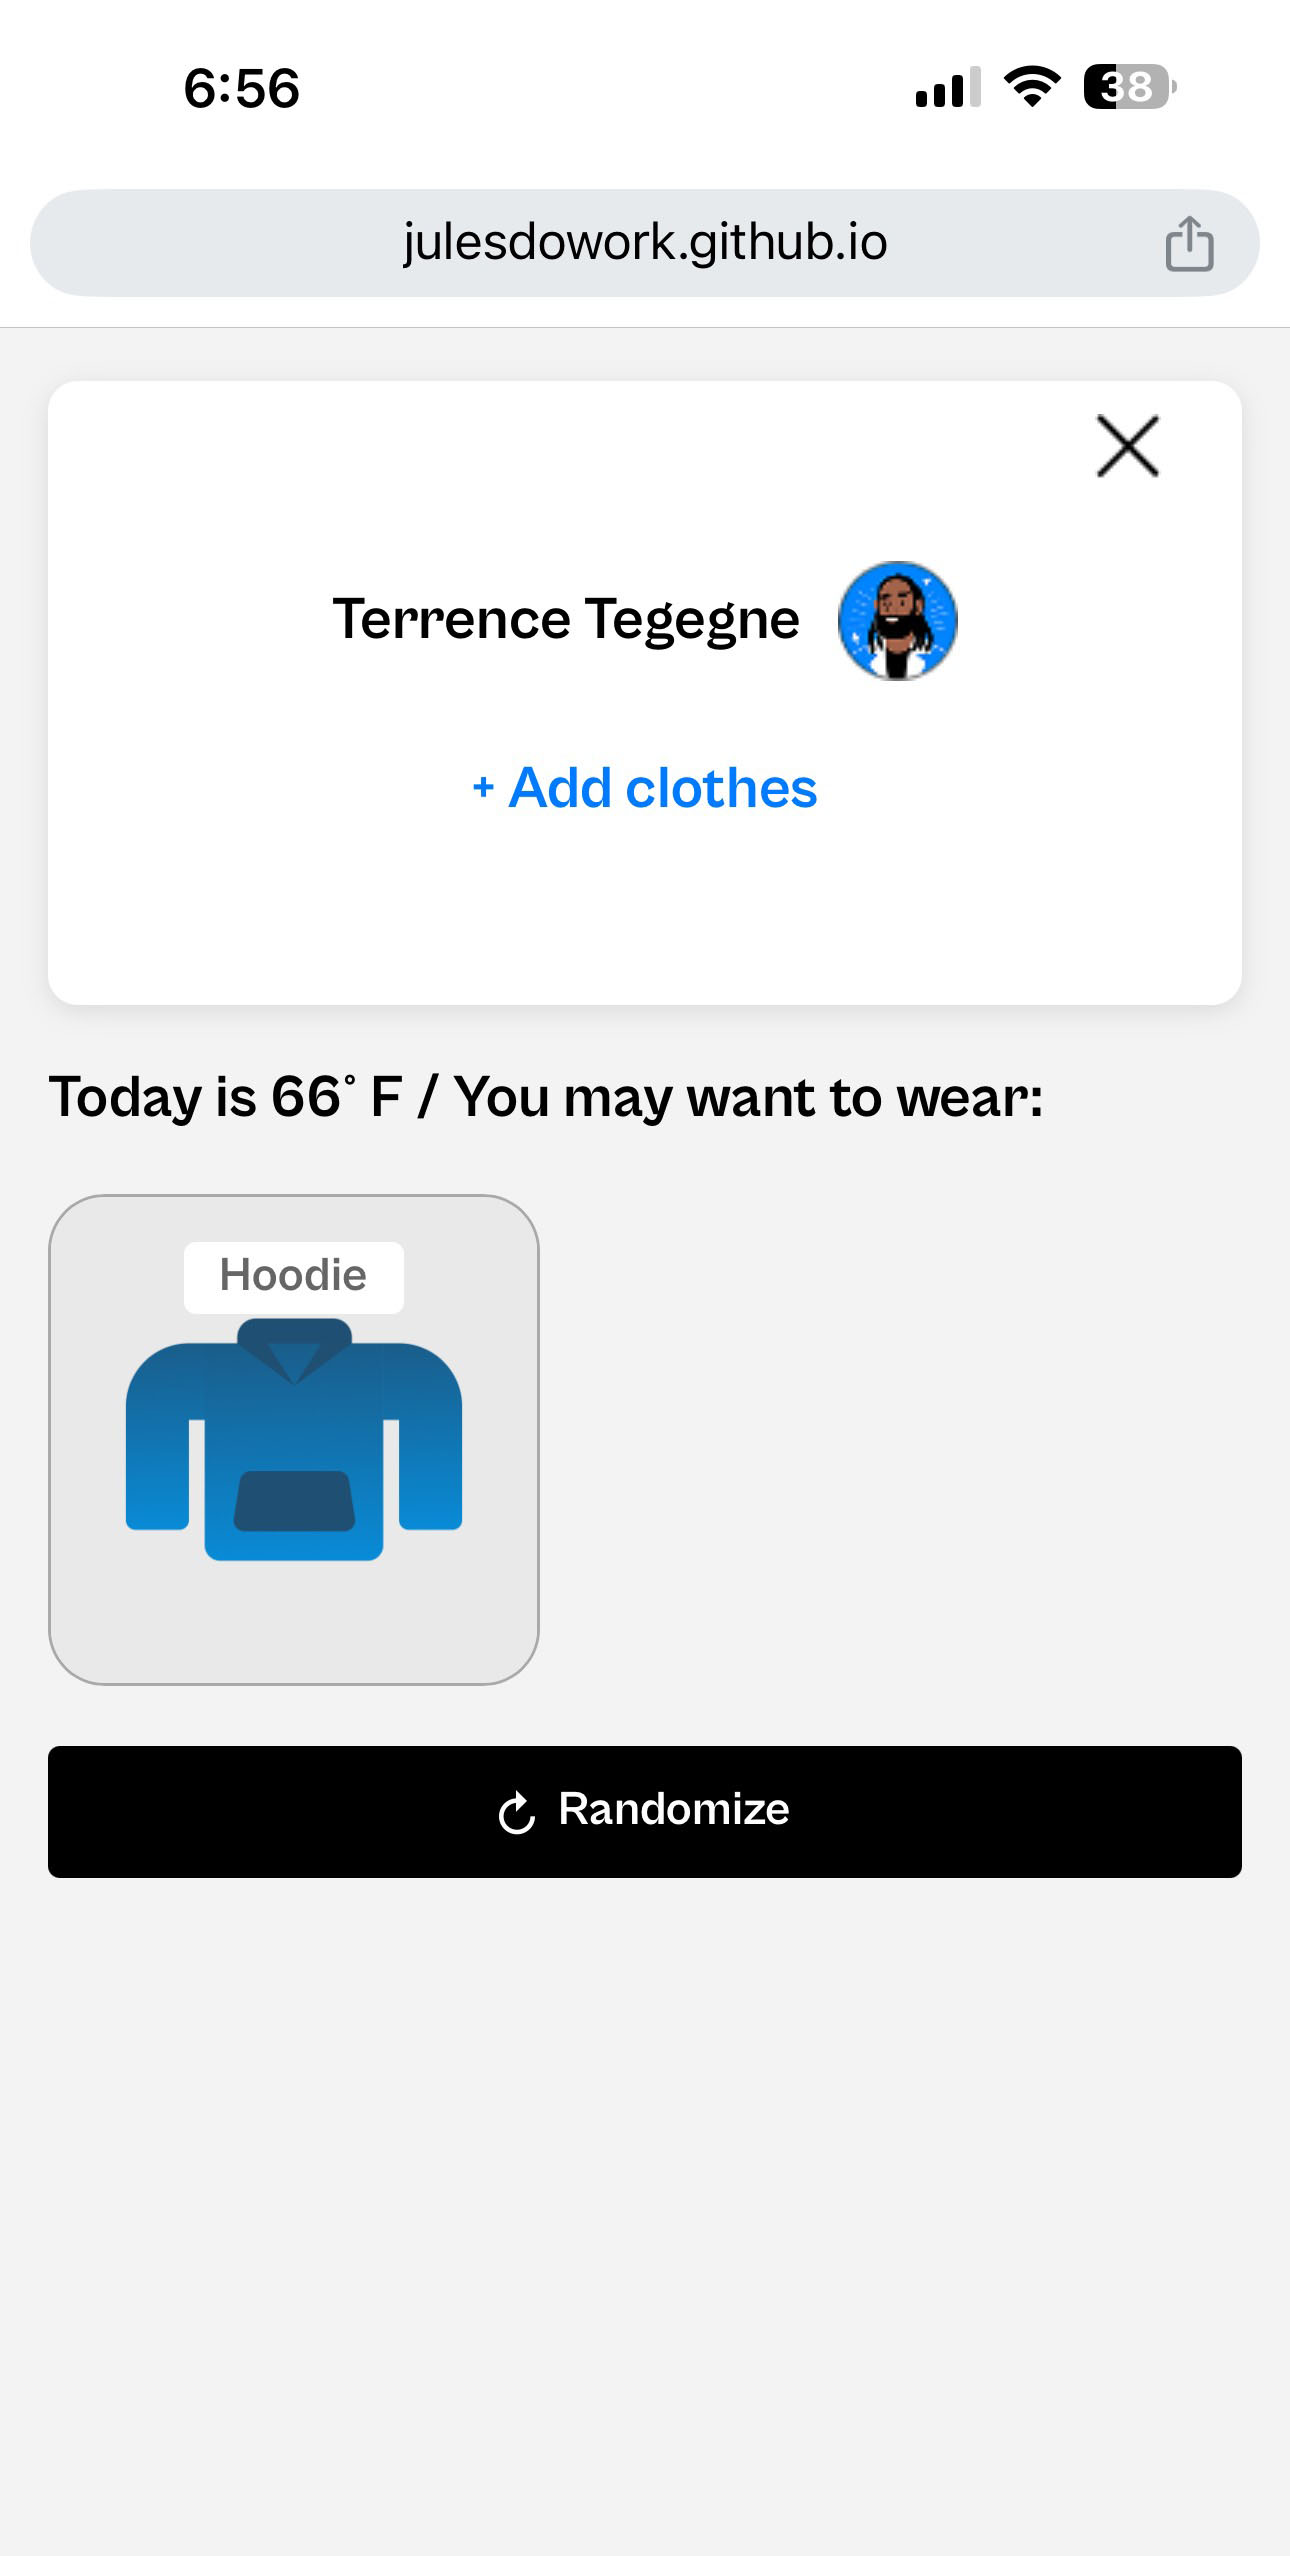 6:56
38
julesdowork.github.io
Terrence Tegegne
+ Add clothes
Today is 66° F / You may want to wear:
Hoodie
Randomize